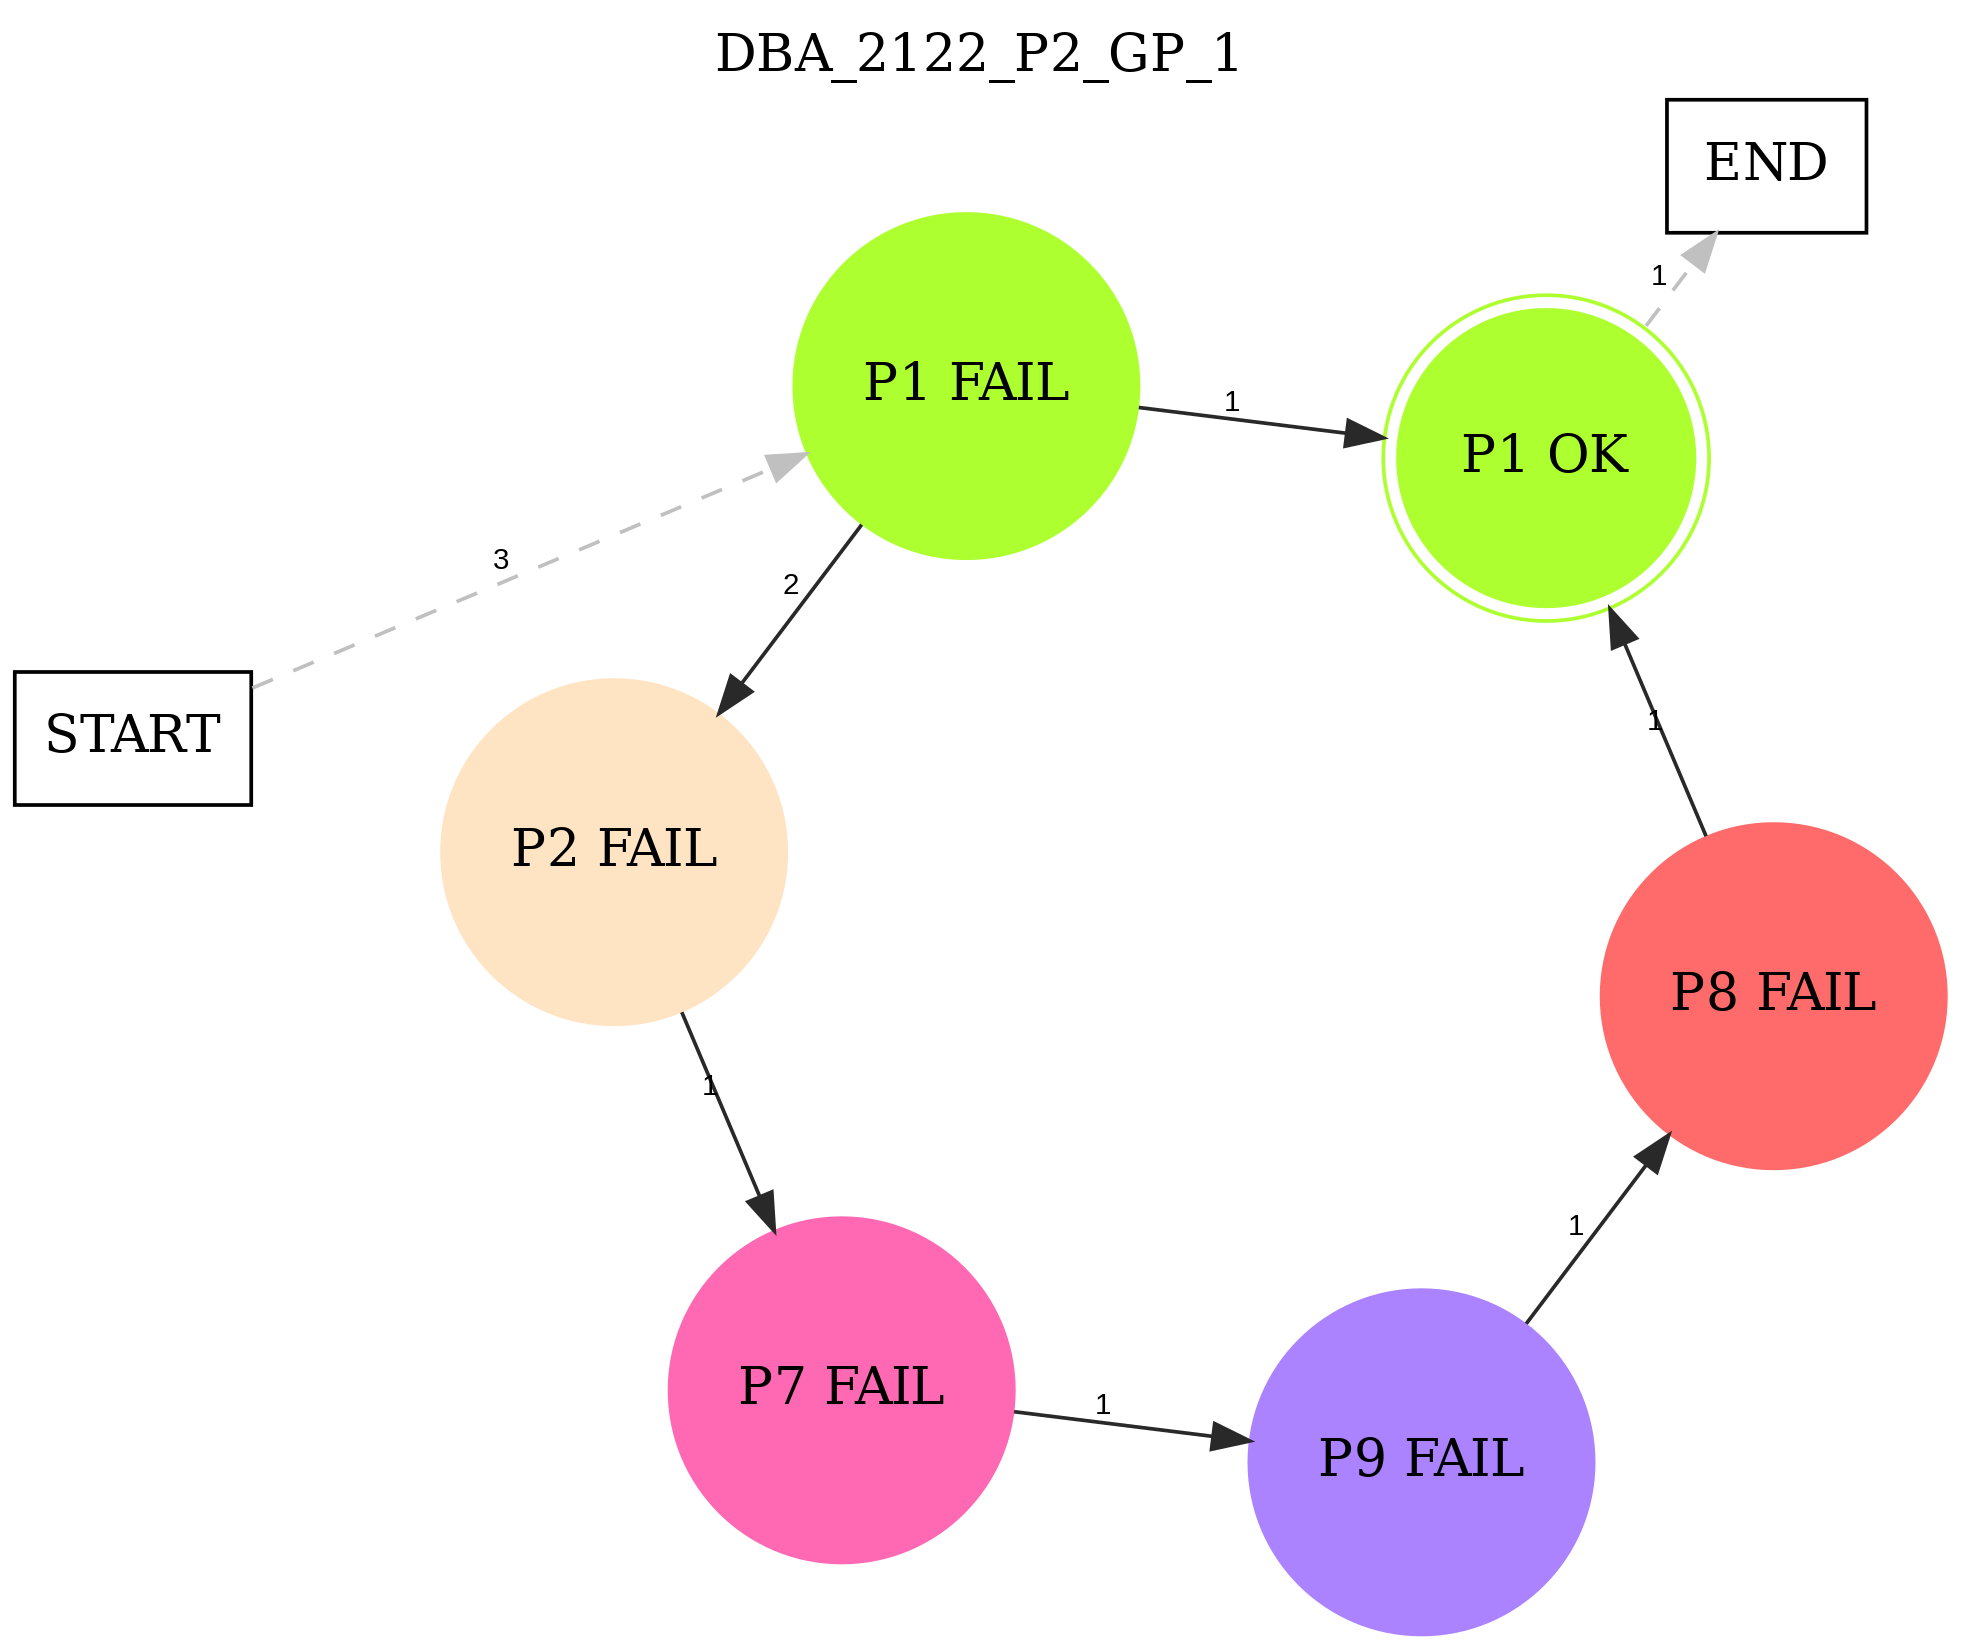 DBA_2122_P2_GP_1
END
1
P1 FAIL
1
P1 OK
3
2
START
1
P2 FAIL
P8 FAIL
1
1
P7 FAIL
1
P9 FAIL